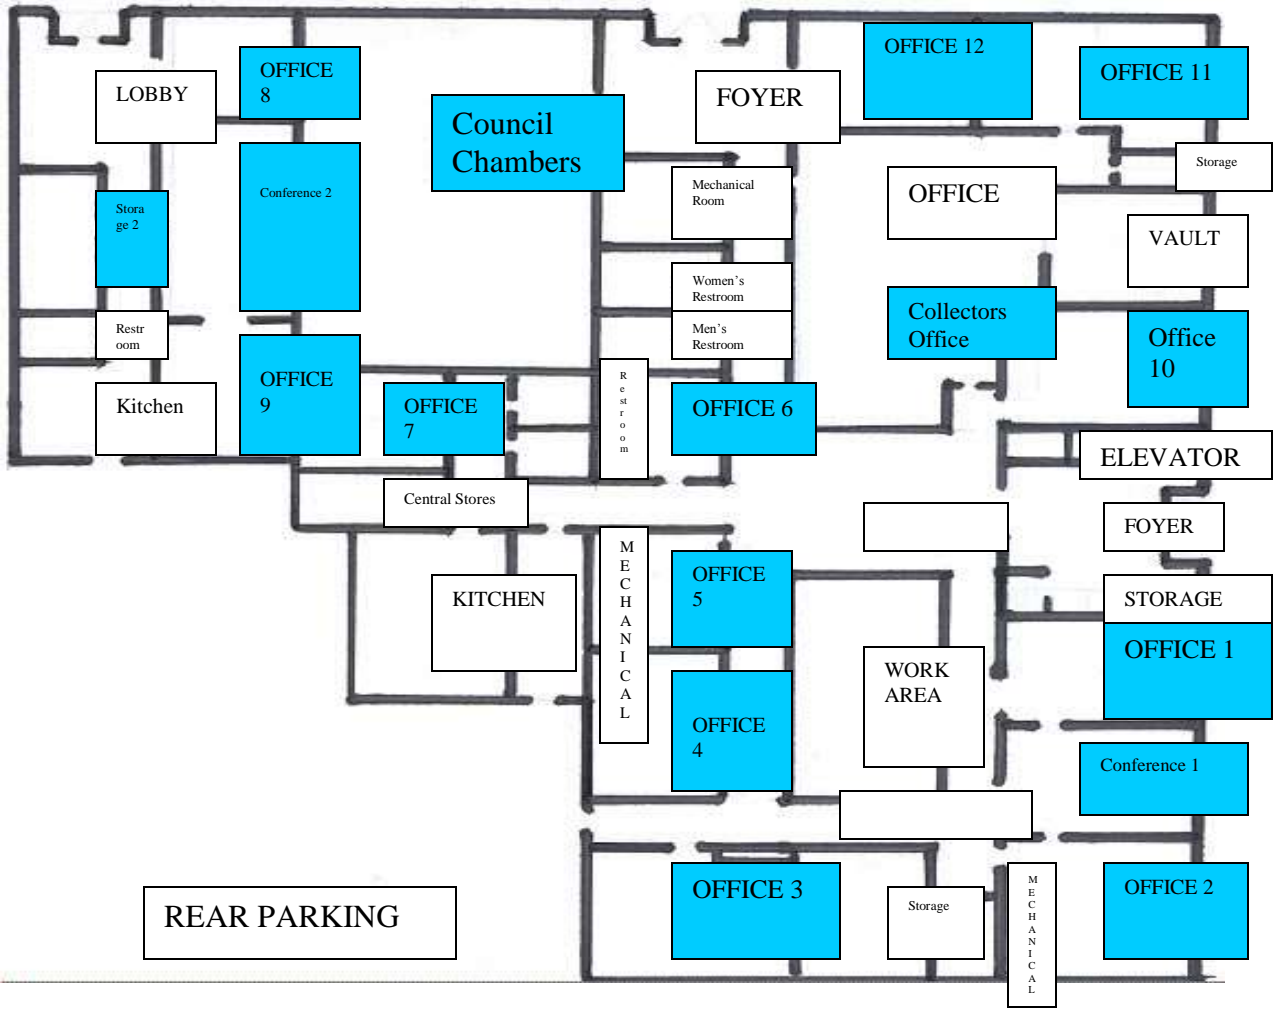 OFFICE 12
OFFICE
8
OFFICE 11
LOBBY
FOYER
Council
Chambers
Storage
Mechanical
Room
Conference 2
OFFICE
Stora
ge 2
VAULT
Women's
Restroom
Collectors
Office
Restr
oom
Men's
Restroom
Office
10
OFFICE
9
Restroom
Kitchen
OFFICE
7
OFFICE 6
ELEVATOR
Central Stores
FOYER
MECHANICAL
OFFICE
5
KITCHEN
STORAGE
OFFICE 1
WORK
AREA
OFFICE
4
Conference 1
OFFICE 3
MECHANICAL
OFFICE 2
Storage
REAR PARKING